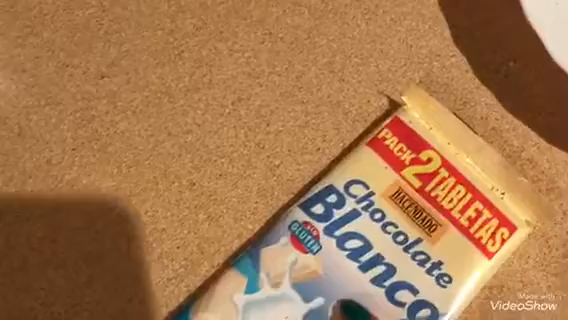 PACK 2 TABLETAS
HACENDADO
Chocolate
Blanco
SIN
GLUTEN
Made with
VideoShow